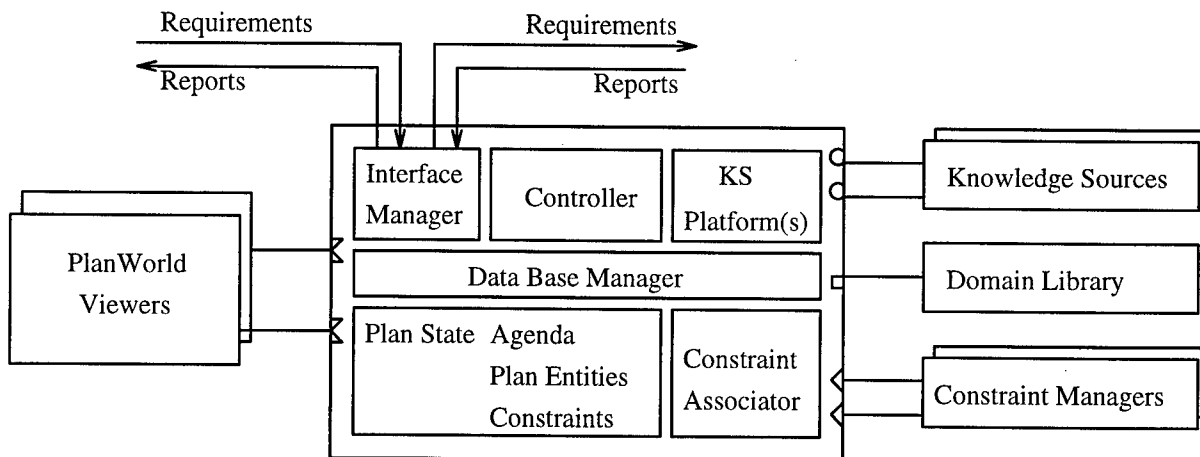 Requirements
Requirements
Reports
Reports
Interface
Manager
Controller
KS
Platform(s)
Knowledge Sources
PlanWorld
Viewers
Data Base Manager
Domain Library
Plan State Agenda
Plan Entities
Constraints
Constraint
Associator
Constraint Managers